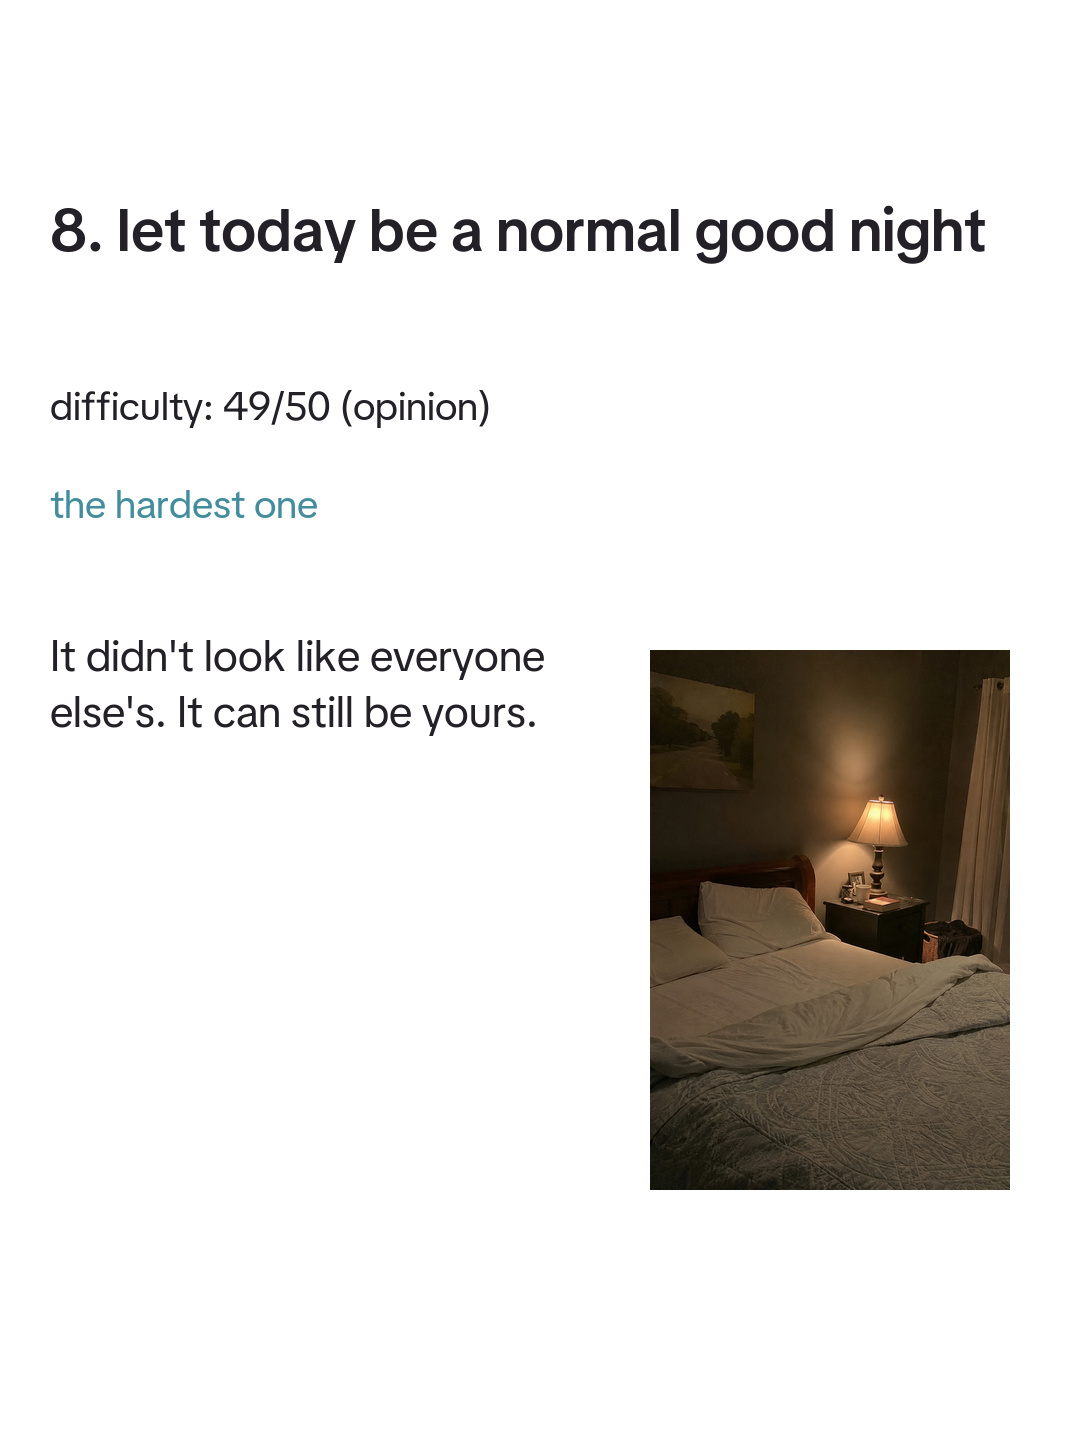 8. let today be a normal good night
difficulty: 49/50 (opinion)
the hardest one
It didn't look like everyone
else's. It can still be yours.